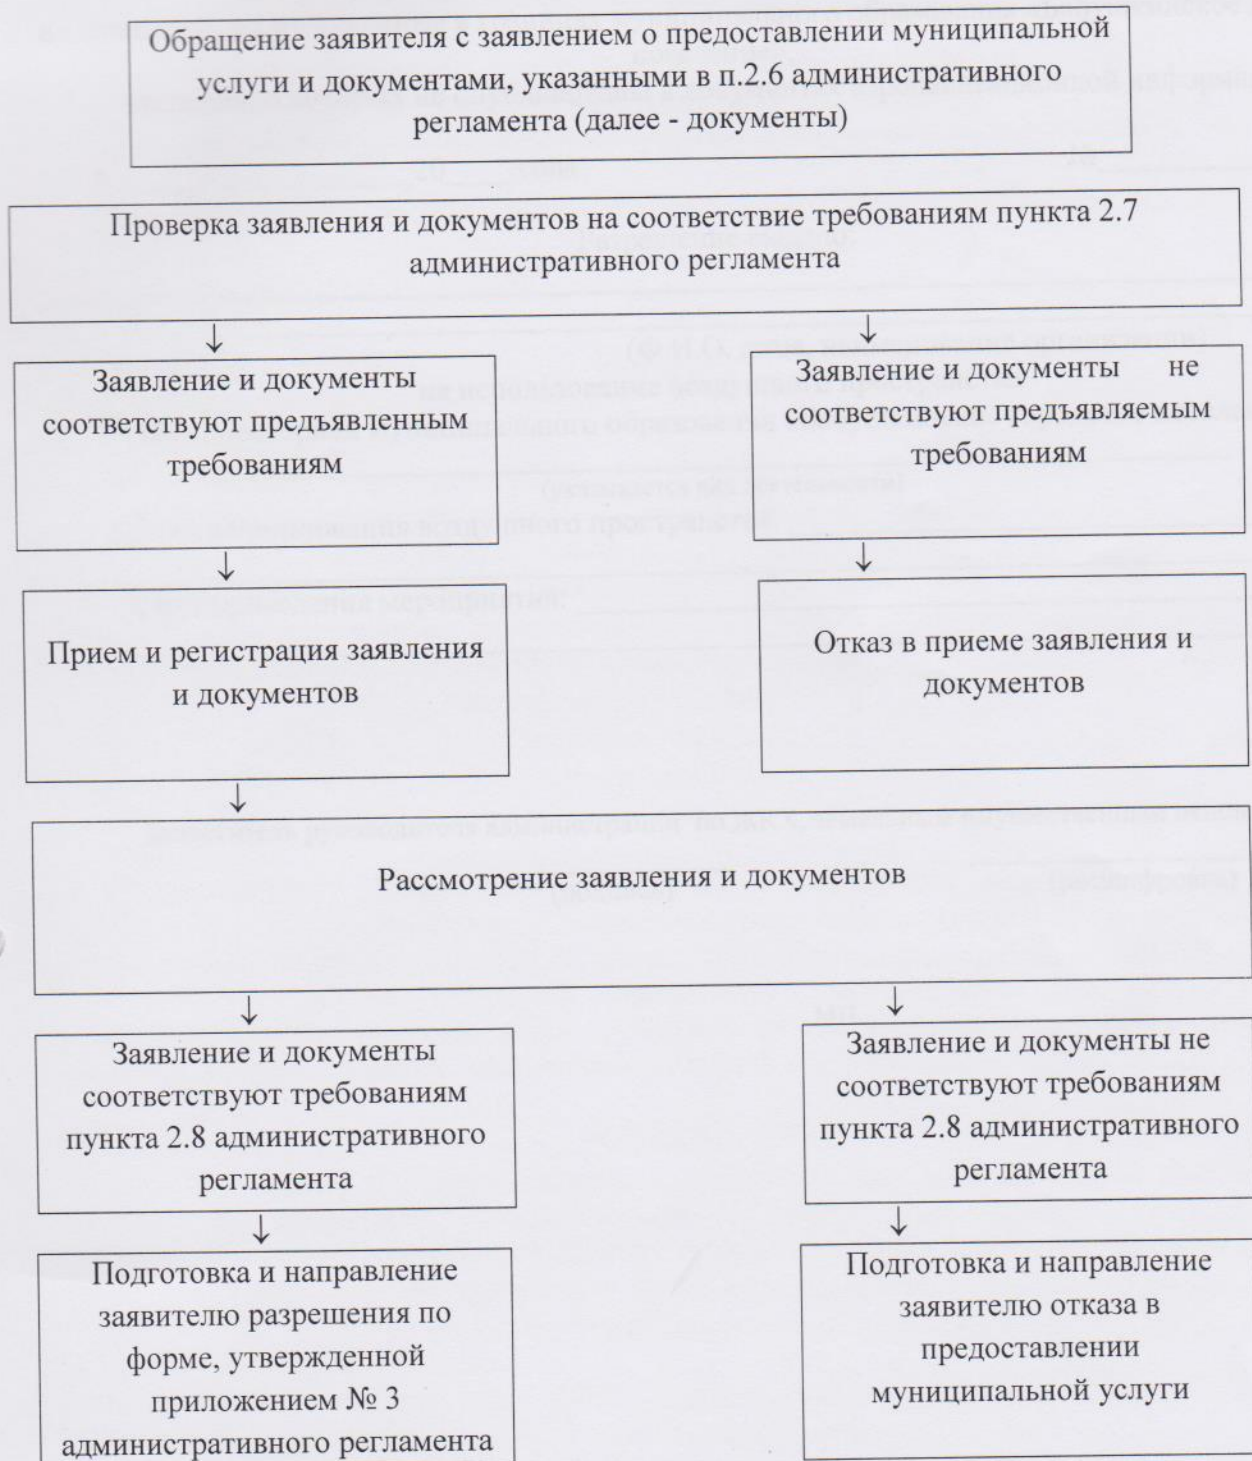 Обращение заявителя с заявлением о предоставлении муниципальной
услуги и документами, указанными в п.2.6 административного
регламента (далее - документы)
Проверка заявления и документов на соответствие требованиям пункта 2.7
административного регламента
↓
↓
Заявление и документы
соответствуют предъявленным
требованиям
Заявление и документы не
соответствуют предъявляемым
требованиям
↓
↓
Прием и регистрация заявления
и документов
Отказ в приеме заявления и
документов
↓
Рассмотрение заявления и документов
↓
↓
Заявление и документы
соответствуют требованиям
пункта 2.8 административного
регламента
Заявление и документы не
соответствуют требованиям
пункта 2.8 административного
регламента
↓
↓
Подготовка и направление
заявителю разрешения по
форме, утвержденной
приложением № 3
административного регламента
Подготовка и направление
заявителю отказа в
предоставлении
муниципальной услуги